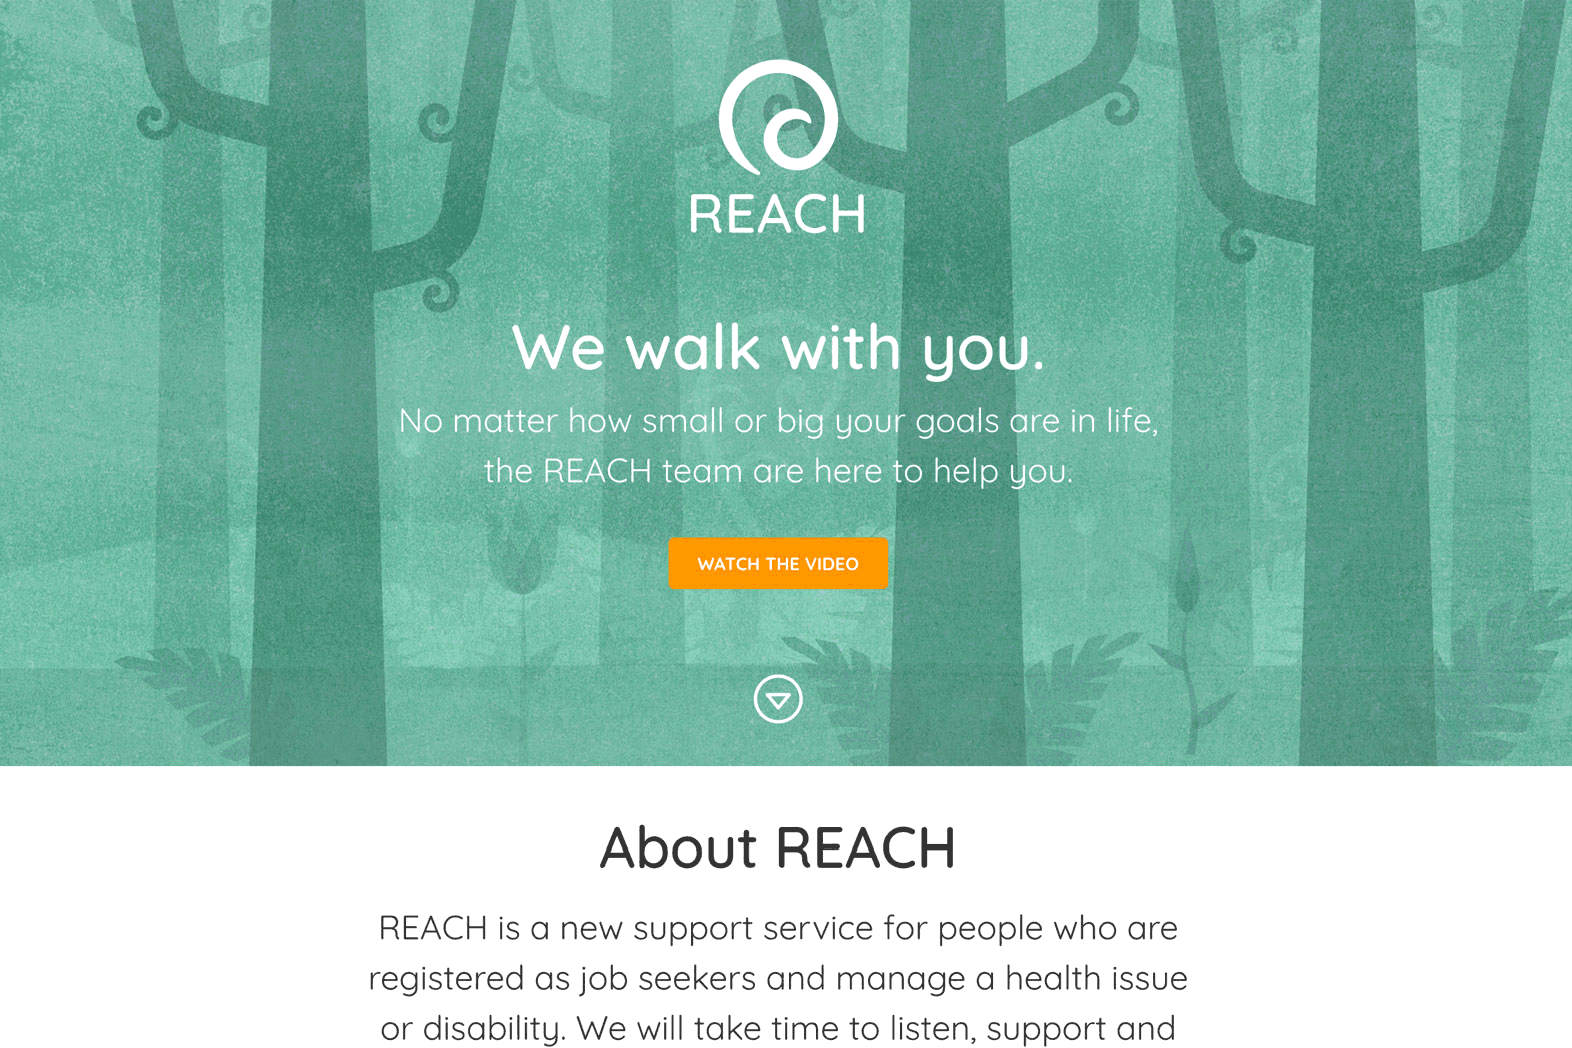 REACH
We walk with you.
No matter how small or big your goals are in life,
the REACH team are here to help you.
WATCH THE VIDEO
About REACH
REACH is a new support service for people who are
registered as job seekers and manage a health issue
or disability. We will take time to listen, support and